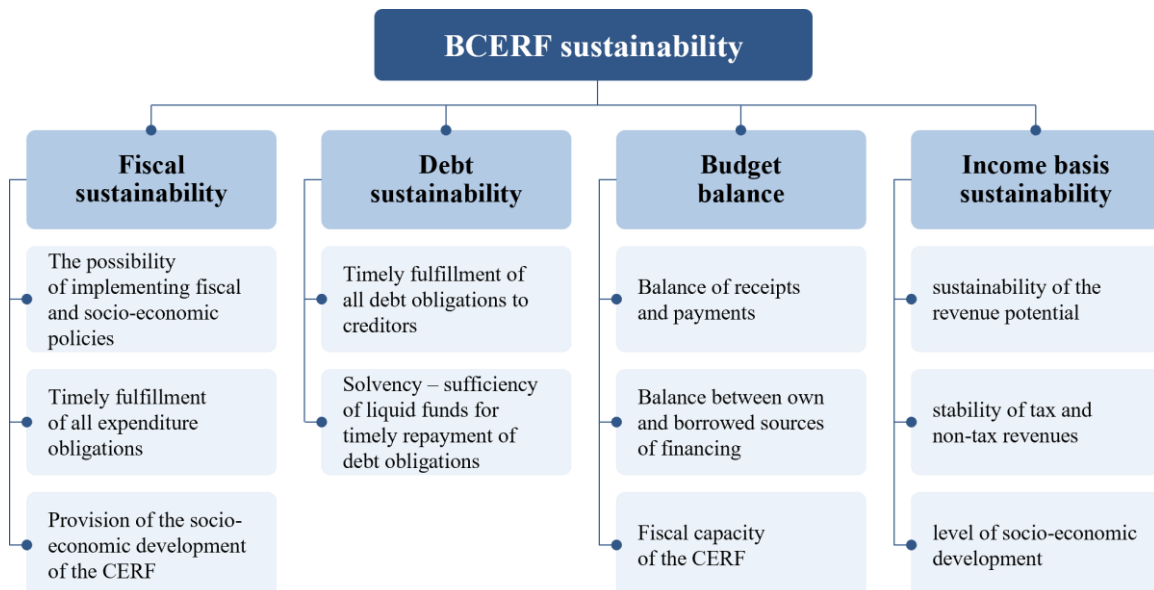 BCERF sustainability
Fiscal
sustainability
The possibility
of implementing fiscal
and socio-economic
policies
Timely fulfillment
of all expenditure
obligations
Provision of the socio-
economic development
of the CERF
Debt
sustainability
Timely fulfillment of
all debt obligations to
creditors
Solvency – sufficiency
of liquid funds for
timely repayment of
debt obligations
Budget
balance
Balance of receipts
and payments
Balance between own
and borrowed sources
of financing
Fiscal capacity
of the CERF
Income basis
sustainability
sustainability of the
revenue potential
stability of tax and
non-tax revenues
level of socio-economic
development